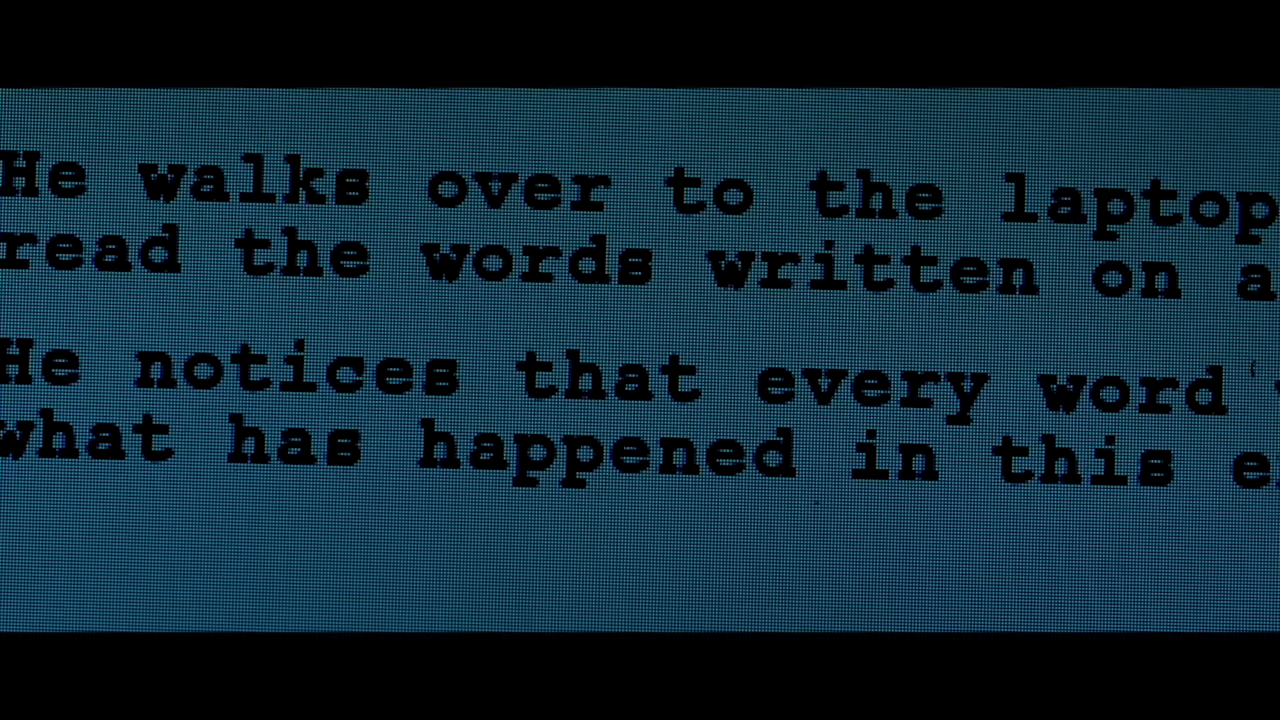 He walks over to the laptop
read the words written on a
He notices that every word
what has happened in this e